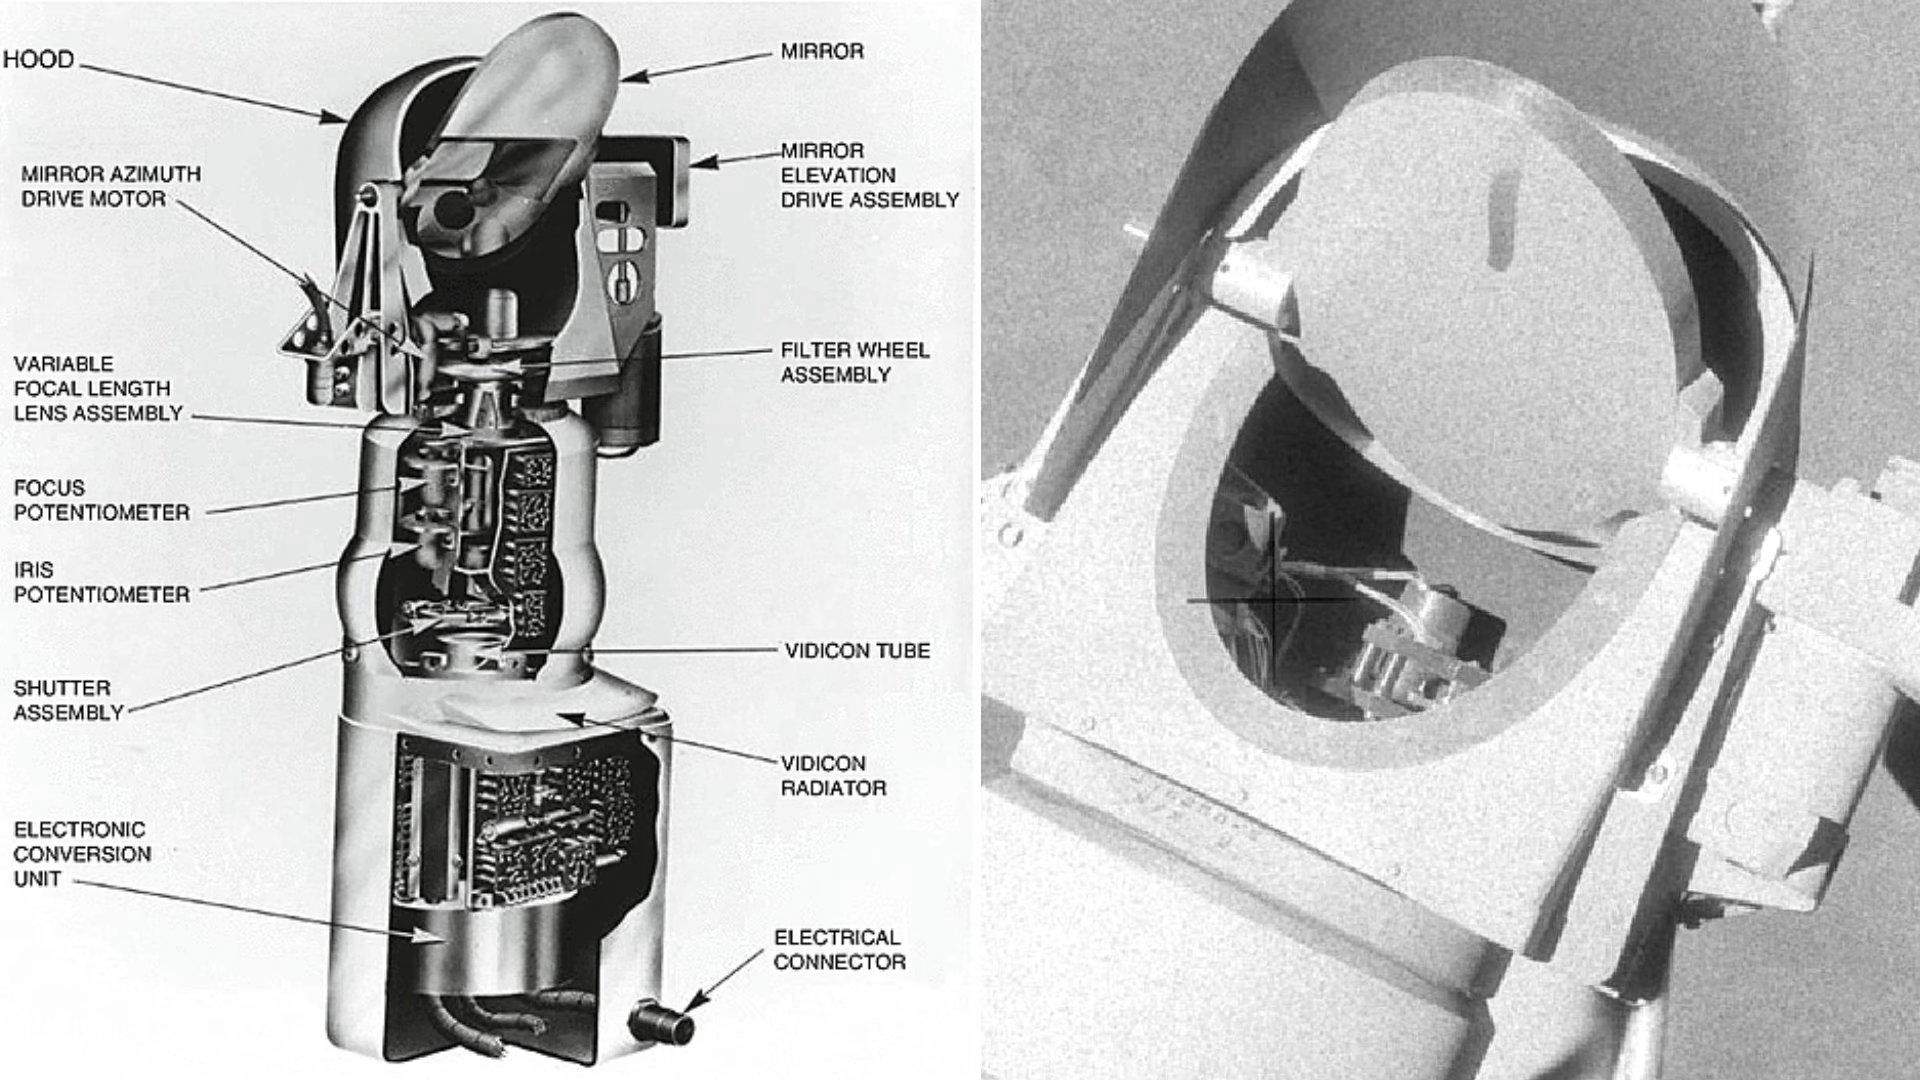 HOOD
MIRROR
MIRROR AZIMUTH
DRIVE MOTOR
MIRROR
ELEVATION
DRIVE ASSEMBLY
VARIABLE
FOCAL LENGTH
LENS ASSEMBLY
FILTER WHEEL
ASSEMBLY
FOCUS
POTENTIOMETER
IRIS
POTENTIOMETER
SHUTTER
ASSEMBLY
VIDICON TUBE
VIDICON
RADIATOR
ELECTRONIC
CONVERSION
UNIT
ELECTRICAL
CONNECTOR